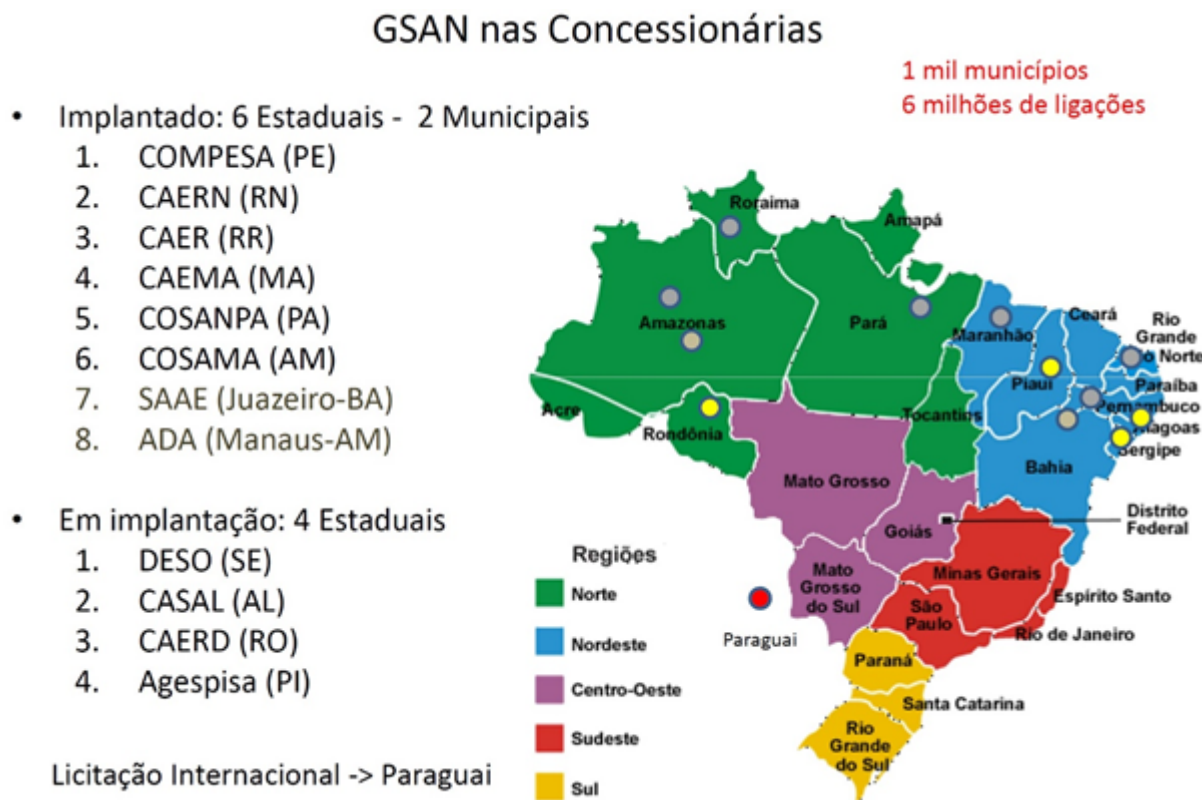 GSAN nas Concessionárias
1 mil municípios
6 milhões de ligações
• Implantado: 6 Estaduais - 2 Municipais
1. COMPESA (PE)
2. CAERN (RN)
3. CAER (RR)
4. CAEMA (MA)
5. COSANPA (PA)
6. COSAMA (AM)
7. SAAE (Juazeiro-BA)
8. ADA (Manaus-AM)
• Em implantação: 4 Estaduais
1. DESO (SE)
2. CASAL (AL)
3. CAERD (RO)
4. Agespisa (PI)
Licitação Internacional -> Paraguai
Roraima
Amapá
Amazonas
Pará
Maranhão
Ceará
Rio
Grande
do Norte
Piauí
Paraíba
Pernambuco
Alagoas
Sergipe
Acre
Rondônia
Tocantins
Bahia
Mato Grosso
Distrito
Federal
Goiás
Mato
Grosso
do Sul
Minas Gerais
Espírito Santo
São
Paulo
Rio de Janeiro
Paraguai
Paraná
Santa Catarina
Rio
Grande
do Sul
Regiões
Norte
Nordeste
Centro-Oeste
Sudeste
Sul